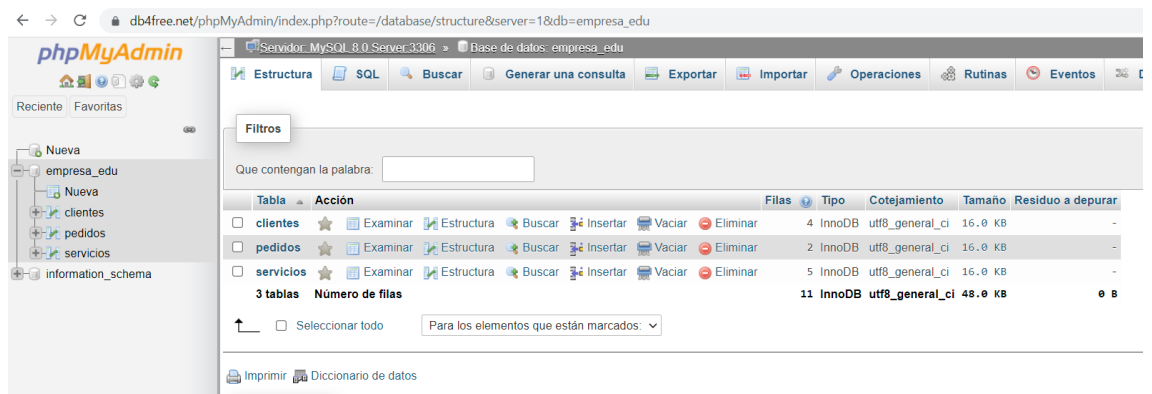 db4free.net/phpMyAdmin/index.php?route=/database/structure&server=1&db=empresa_edu
phpMyAdmin
Reciente Favoritas
Nueva
empresa_edu
Nueva
clientes
pedidos
servicios
information_schema
Servidor: MySQL 8.0 Server:3306 » Base de datos: empresa_edu
Estructura SQL Buscar Generar una consulta Exportar Importar Operaciones Rutinas Eventos
Filtros
Que contengan la palabra:
Tabla Acción Filas Tipo Cotejamiento Tamaño Residuo a depurar
clientes Examinar Estructura Buscar Insertar Vaciar Eliminar 4 InnoDB utf8_general_ci 16.0 KB -
pedidos Examinar Estructura Buscar Insertar Vaciar Eliminar 2 InnoDB utf8_general_ci 16.0 KB -
servicios Examinar Estructura Buscar Insertar Vaciar Eliminar 5 InnoDB utf8_general_ci 16.0 KB -
3 tablas Número de filas 11 InnoDB utf8_general_ci 48.0 KB 0 B
Seleccionar todo Para los elementos que están marcados:
Imprimir Diccionario de datos